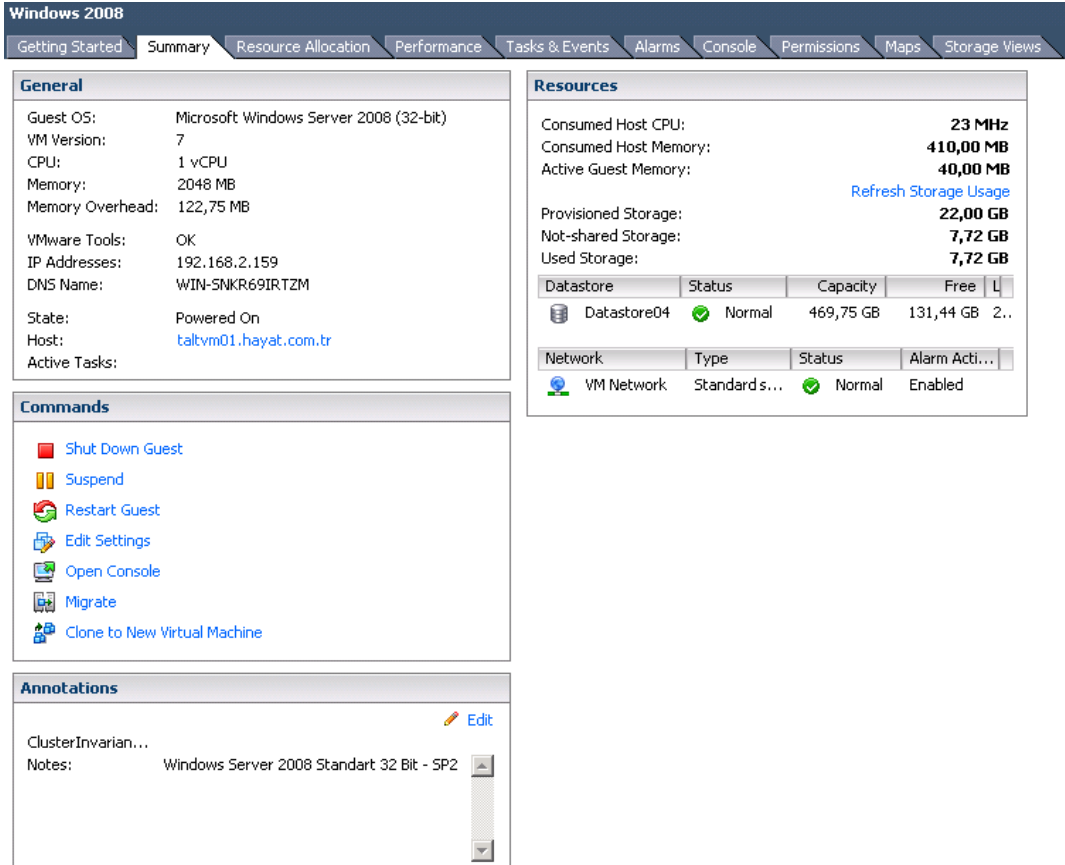 Windows 2008
Getting Started Summary Resource Allocation Performance Tasks & Events Alarms Console Permissions Maps Storage Views
General
Guest OS: Microsoft Windows Server 2008 (32-bit)
VM Version: 7
CPU: 1 vCPU
Memory: 2048 MB
Memory Overhead: 122,75 MB
VMware Tools: OK
IP Addresses: 192.168.2.159
DNS Name: WIN-SNKR69IRTZM
State: Powered On
Host: taltvm01.hayat.com.tr
Active Tasks:
Commands
Shut Down Guest
Suspend
Restart Guest
Edit Settings
Open Console
Migrate
Clone to New Virtual Machine
Annotations
Edit
ClusterInvarian...
Notes: Windows Server 2008 Standart 32 Bit - SP2
Resources
Consumed Host CPU: 23 MHz
Consumed Host Memory: 410,00 MB
Active Guest Memory: 40,00 MB
Refresh Storage Usage
Provisioned Storage: 22,00 GB
Not-shared Storage: 7,72 GB
Used Storage: 7,72 GB
Datastore Status Capacity Free L
Datastore04 Normal 469,75 GB 131,44 GB 2..
Network Type Status Alarm Acti...
VM Network Standard s... Normal Enabled